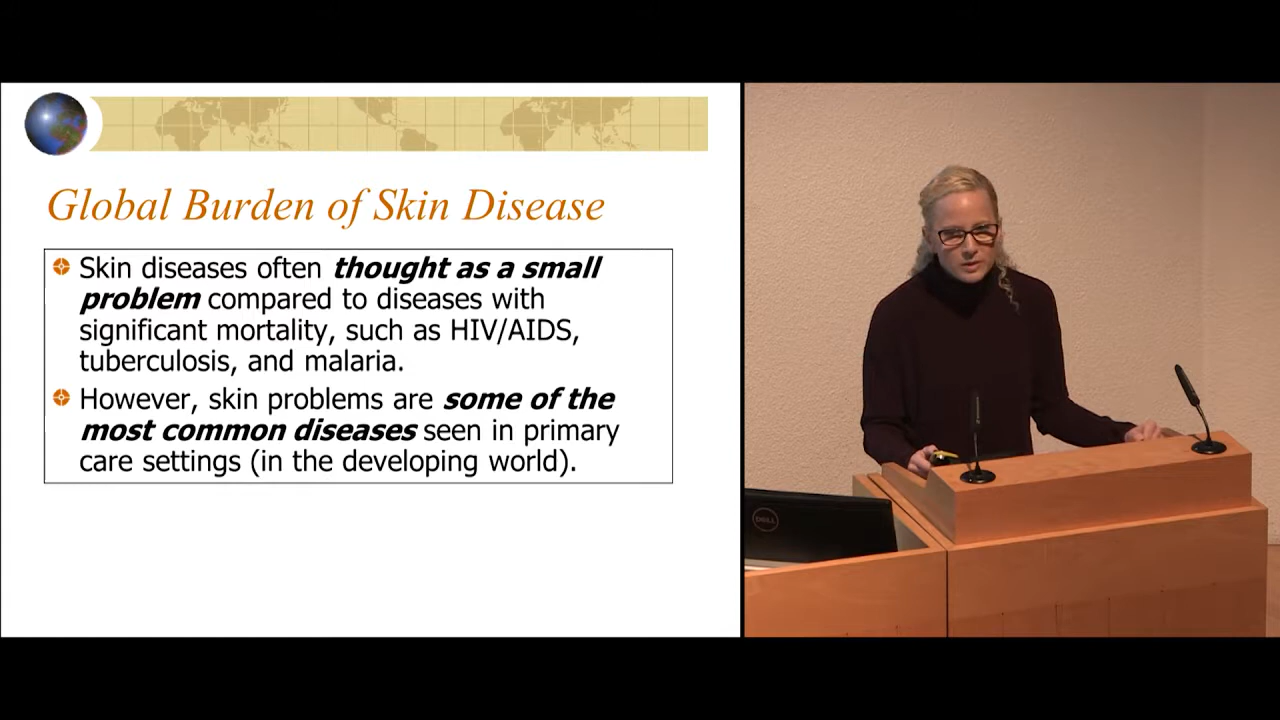 Global Burden of Skin Disease
Skin diseases often thought as a small
problem compared to diseases with
significant mortality, such as HIV/AIDS,
tuberculosis, and malaria.
However, skin problems are some of the
most common diseases seen in primary
care settings (in the developing world).
DELL